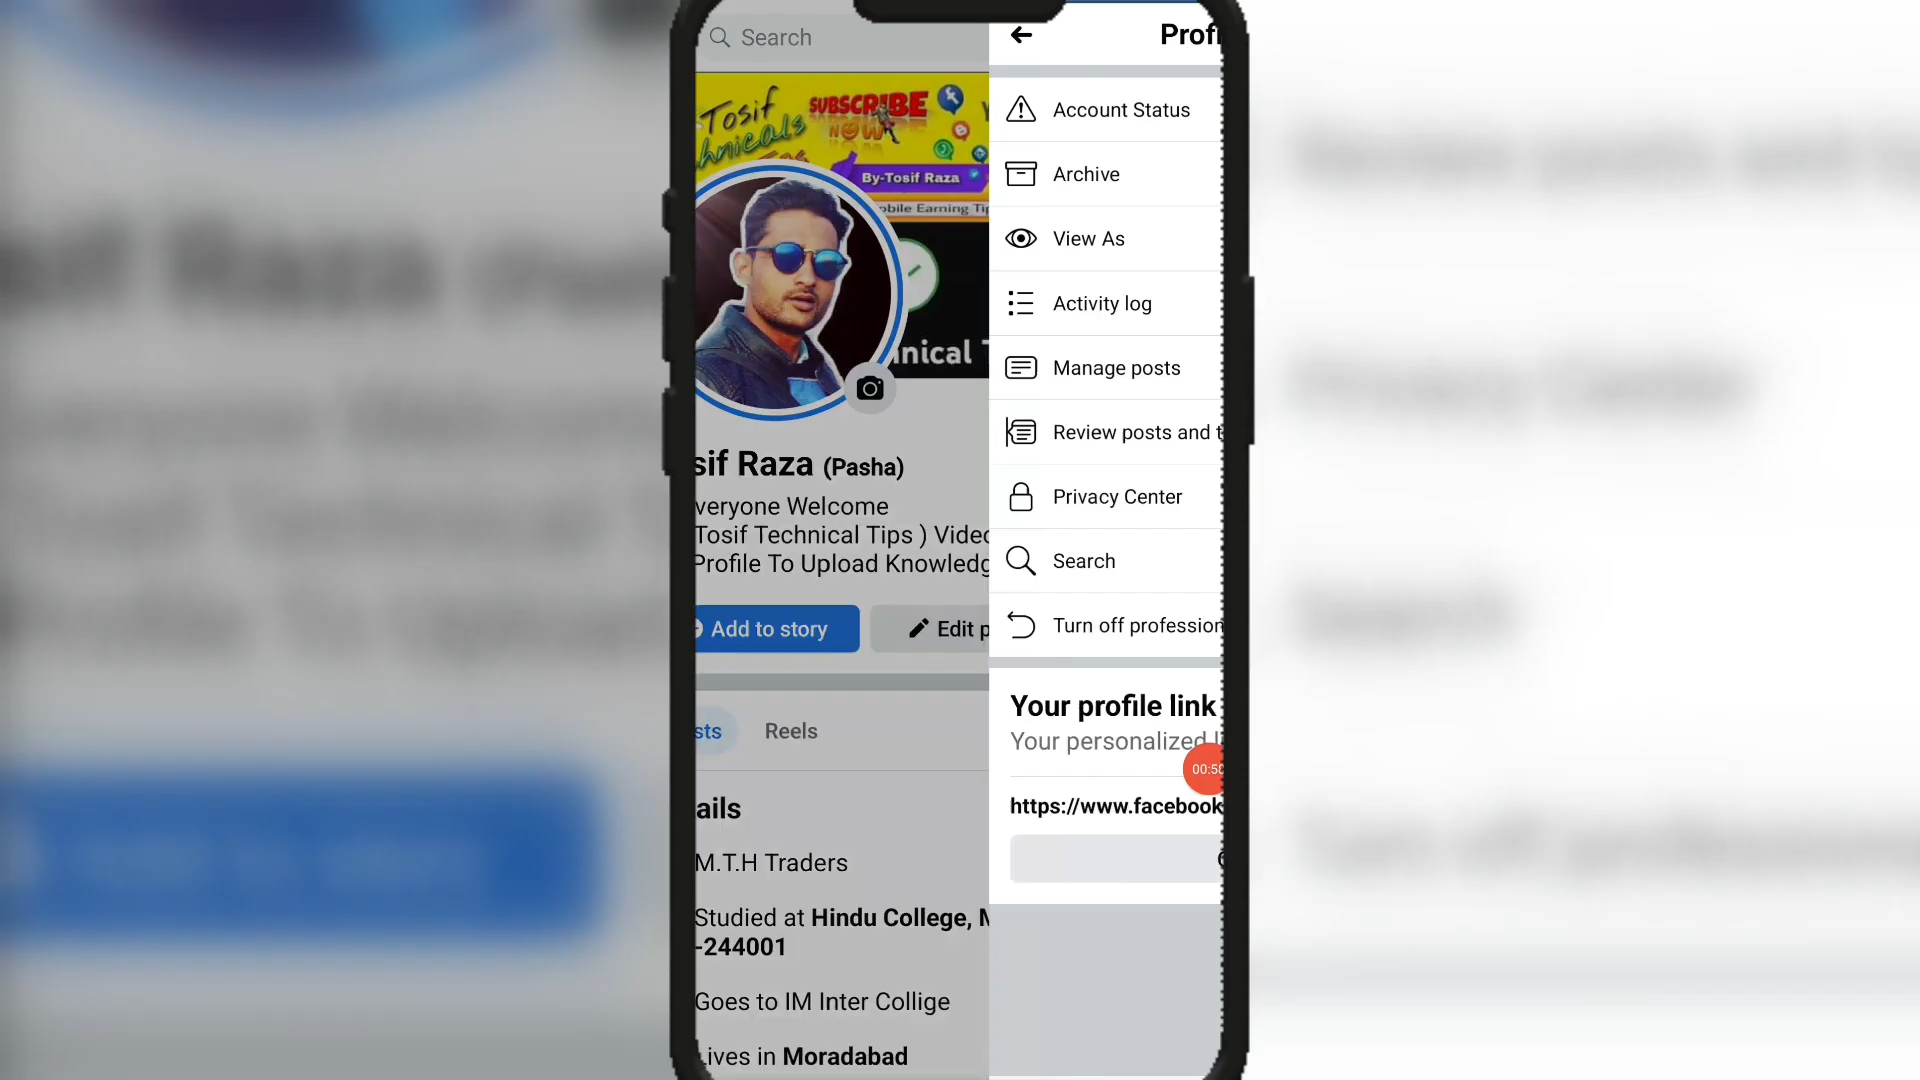 Search
Tosif
SUBSCRIBE
NOW
By-Tosif Raza
obile Earning Tip
nical
sif Raza (Pasha)
veryone Welcome
Tosif Technical Tips ) Video
Profile To Upload Knowledg
Add to story
Edit p
sts
Reels
ails
M.T.H Traders
Studied at Hindu College, M
-244001
Goes to IM Inter Collige
Lives in Moradabad
Profi
Account Status
Archive
View As
Activity log
Manage posts
Review posts and t
Privacy Center
Search
Turn off profession
Your profile link
Your personalized l
00:50
https://www.facebook